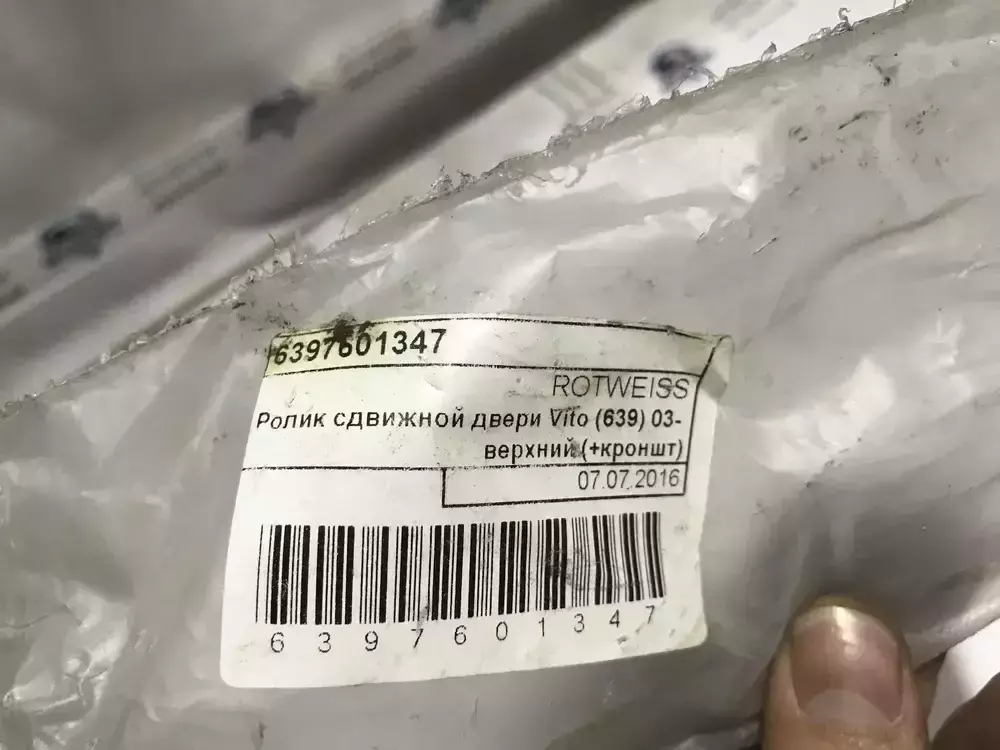 6397601347
ROTWEISS
Ролик сдвижной двери Vito (639) 03-
верхний (+кроншт)
07.07.2016
6397601347